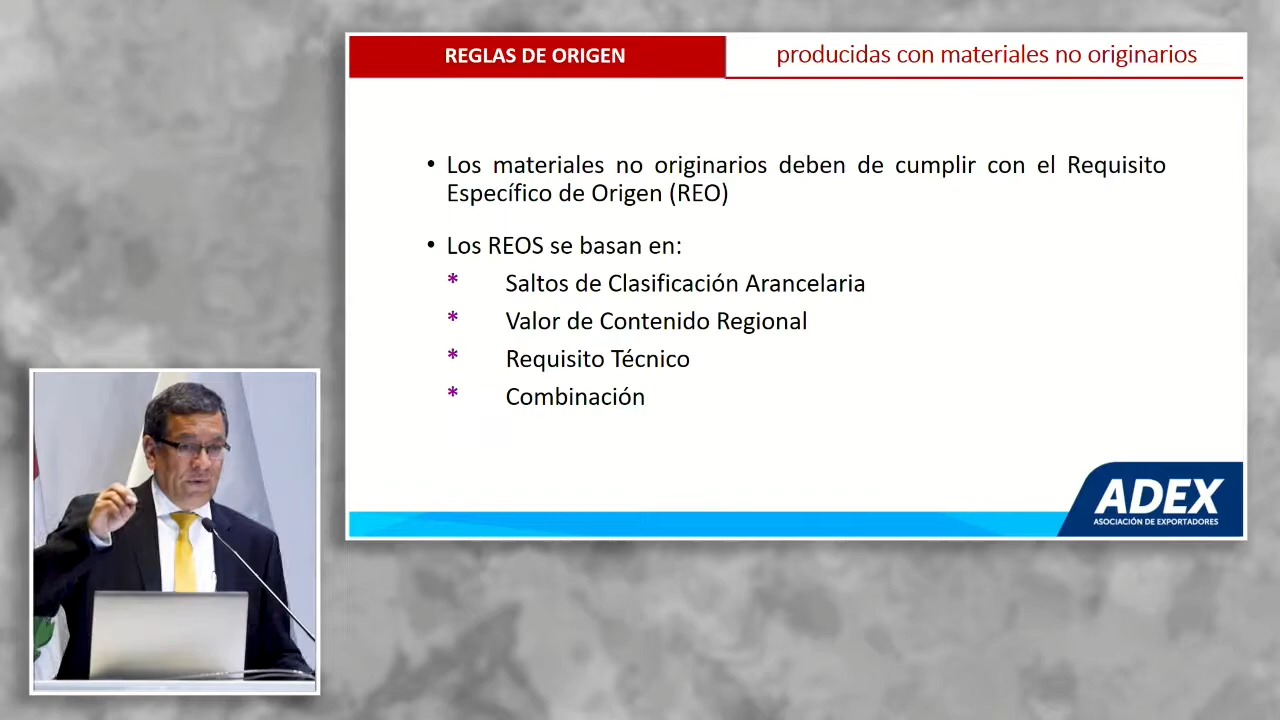 REGLAS DE ORIGEN
producidas con materiales no originarios
• Los materiales no originarios deben de cumplir con el Requisito
Específico de Origen (REO)
• Los REOS se basan en:
* Saltos de Clasificación Arancelaria
* Valor de Contenido Regional
* Requisito Técnico
* Combinación
ADEX
ASOCIACIÓN DE EXPORTADORES